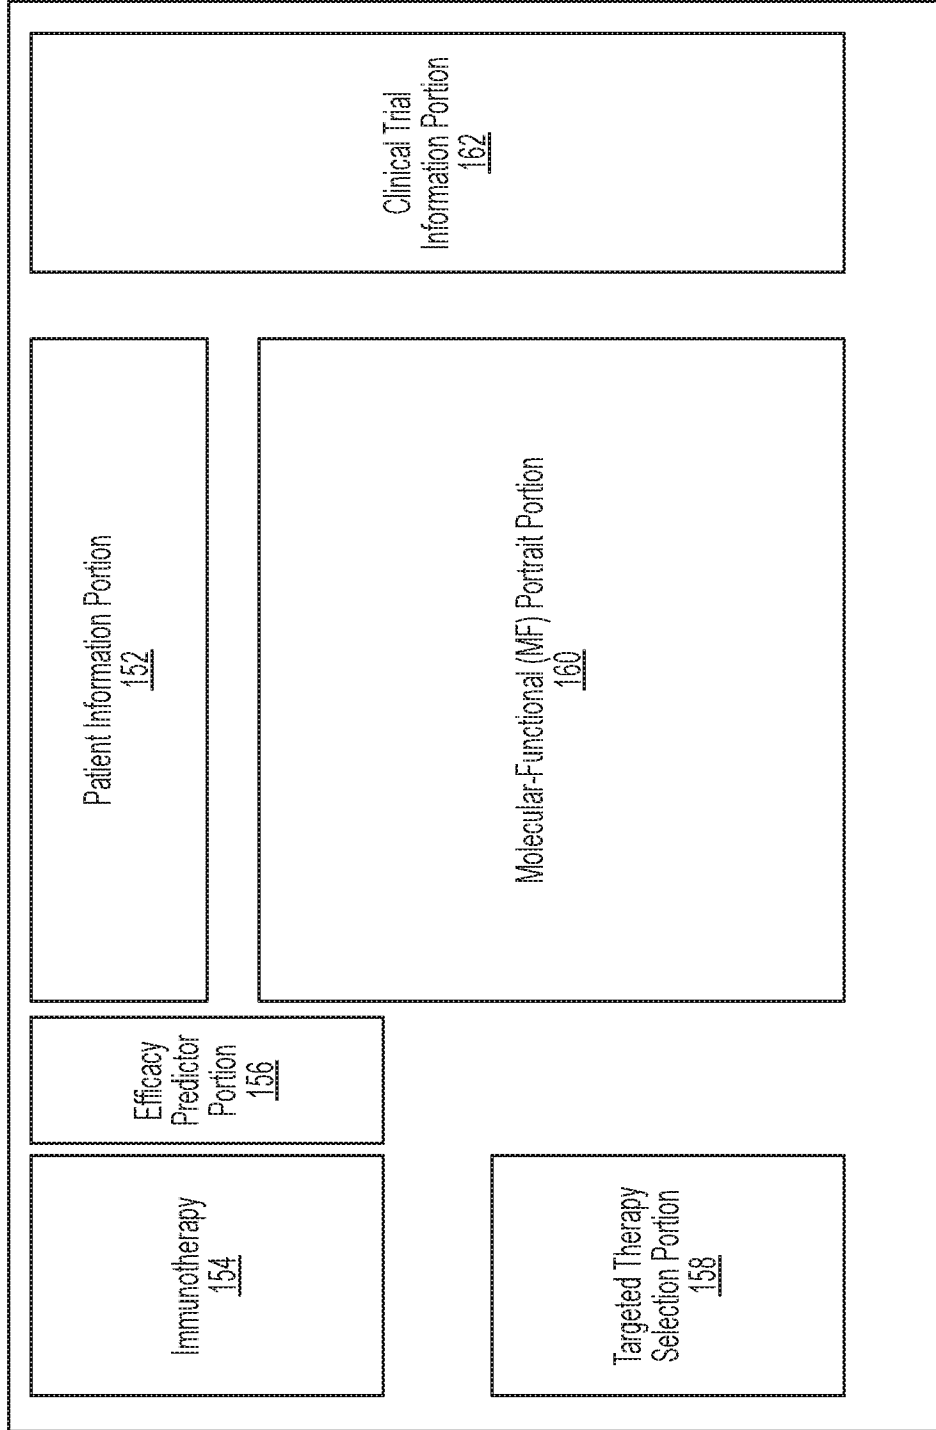 Immunotherapy
154
Efficacy
Predictor
Portion
156
Patient Information Portion
152
Clinical Trial
Information Portion
162
Targeted Therapy
Selection Portion
158
Molecular-Functional (MF) Portrait Portion
160